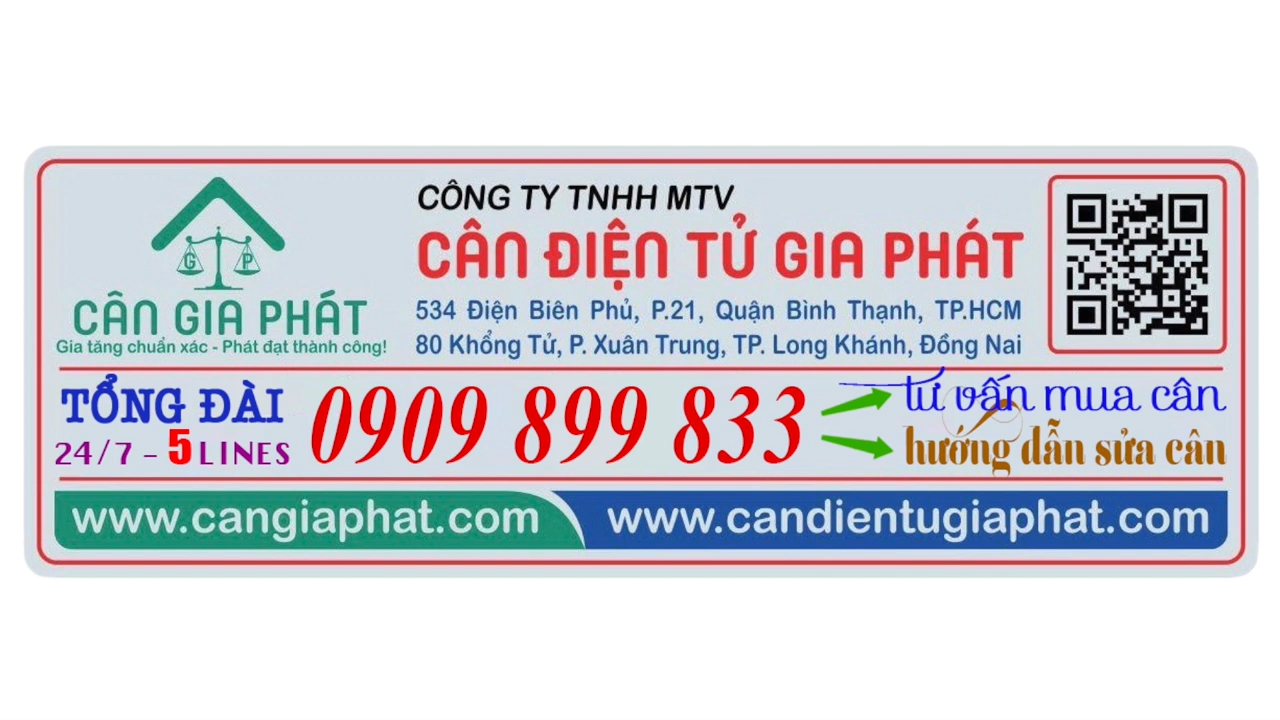 G P
CÂN GIA PHÁT
Gia tăng chuẩn xác - Phát đạt thành công!
CÔNG TY TNHH MTV
CÂN ĐIỆN TỬ GIA PHÁT
534 Điện Biên Phủ, P.21, Quận Bình Thạnh, TP.HCM
80 Khổng Tử, P. Xuân Trung, TP. Long Khánh, Đồng Nai
TỔNG ĐÀI
24/7 - 5 LINES
0909 899 833
tư vấn mua cân
hướng dẫn sửa cân
www.cangiaphat.com
www.candientugiaphat.com